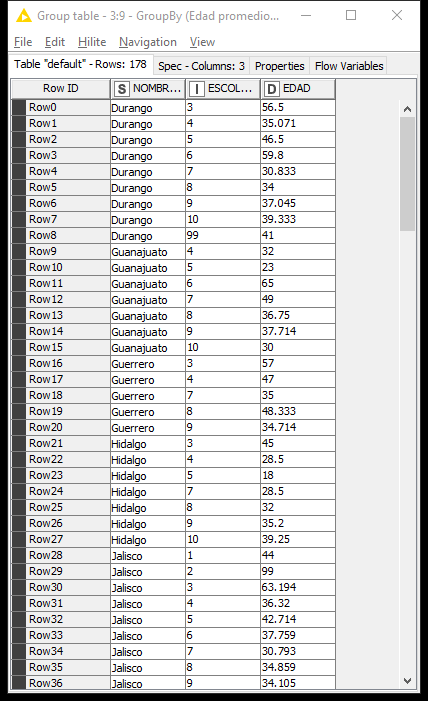 Group table - 3:9 - GroupBy (Edad promedio...
File Edit Hilite Navigation View
Table "default" - Rows: 178 Spec - Columns: 3 Properties Flow Variables
Row ID S NOMBR... I ESCOL... D EDAD
Row0 Durango 3 56.5
Row1 Durango 4 35.071
Row2 Durango 5 46.5
Row3 Durango 6 59.8
Row4 Durango 7 30.833
Row5 Durango 8 34
Row6 Durango 9 37.045
Row7 Durango 10 39.333
Row8 Durango 99 41
Row9 Guanajuato 4 32
Row10 Guanajuato 5 23
Row11 Guanajuato 6 65
Row12 Guanajuato 7 49
Row13 Guanajuato 8 36.75
Row14 Guanajuato 9 37.714
Row15 Guanajuato 10 30
Row16 Guerrero 3 57
Row17 Guerrero 4 47
Row18 Guerrero 7 35
Row19 Guerrero 8 48.333
Row20 Guerrero 9 34.714
Row21 Hidalgo 3 45
Row22 Hidalgo 4 28.5
Row23 Hidalgo 5 18
Row24 Hidalgo 7 28.5
Row25 Hidalgo 8 32
Row26 Hidalgo 9 35.2
Row27 Hidalgo 10 39.25
Row28 Jalisco 1 44
Row29 Jalisco 2 99
Row30 Jalisco 3 63.194
Row31 Jalisco 4 36.32
Row32 Jalisco 5 42.714
Row33 Jalisco 6 37.759
Row34 Jalisco 7 30.793
Row35 Jalisco 8 34.859
Row36 Jalisco 9 34.105